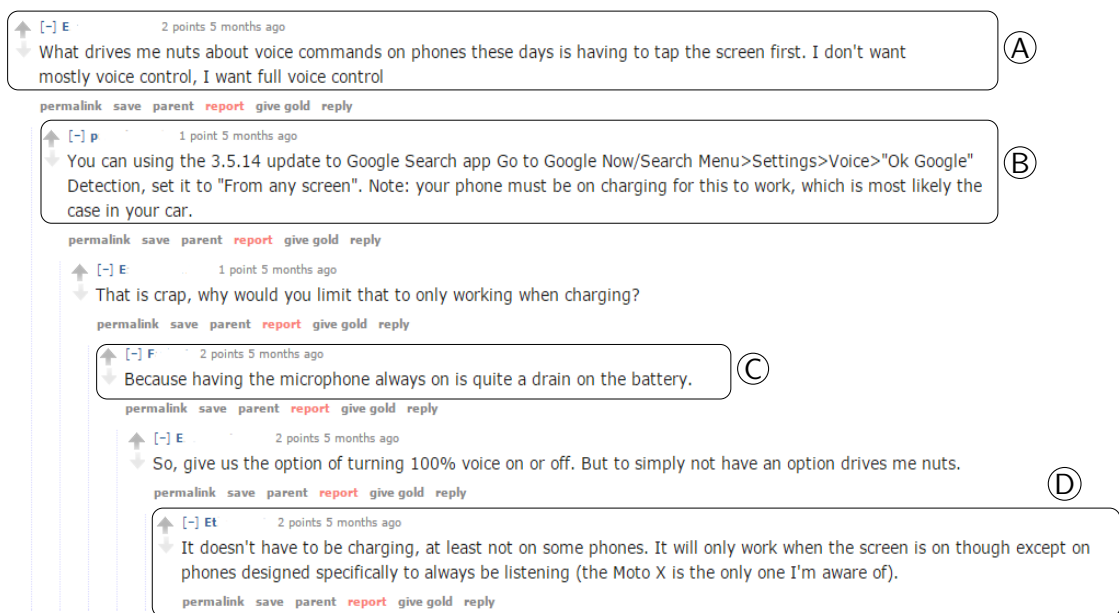 [-] E 2 points 5 months ago
What drives me nuts about voice commands on phones these days is having to tap the screen first. I don't want
mostly voice control, I want full voice control
A
permalink save parent report give gold reply
[-] p 1 point 5 months ago
You can using the 3.5.14 update to Google Search app Go to Google Now/Search Menu>Settings>Voice>"Ok Google"
Detection, set it to "From any screen". Note: your phone must be on charging for this to work, which is most likely the
case in your car.
B
permalink save parent report give gold reply
[-] E 1 point 5 months ago
That is crap, why would you limit that to only working when charging?
permalink save parent report give gold reply
[-] F 2 points 5 months ago
Because having the microphone always on is quite a drain on the battery.
C
permalink save parent report give gold reply
[-] E 2 points 5 months ago
So, give us the option of turning 100% voice on or off. But to simply not have an option drives me nuts.
permalink save parent report give gold reply
D
[-] Et 2 points 5 months ago
It doesn't have to be charging, at least not on some phones. It will only work when the screen is on though except on
phones designed specifically to always be listening (the Moto X is the only one I'm aware of).
permalink save parent report give gold reply